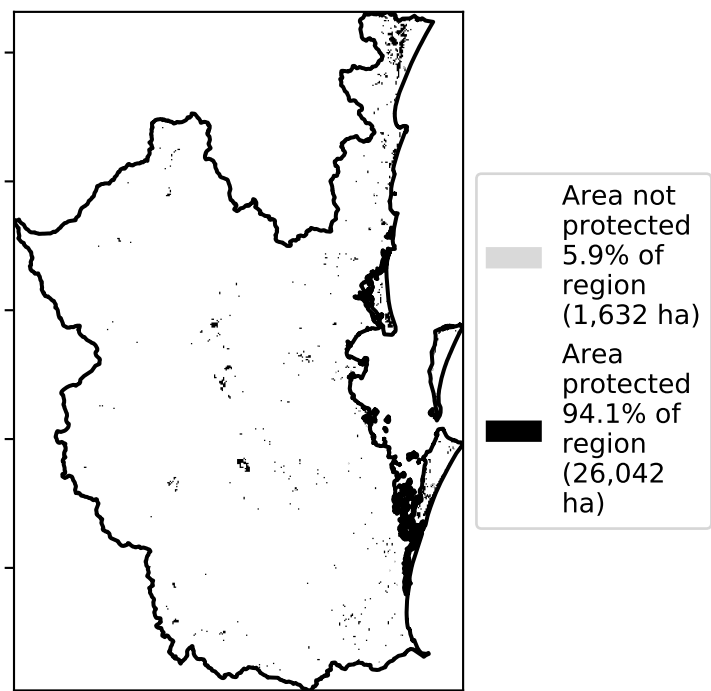 Area not
protected
5.9% of
region
(1,632 ha)
Area
protected
94.1% of
region
(26,042
ha)